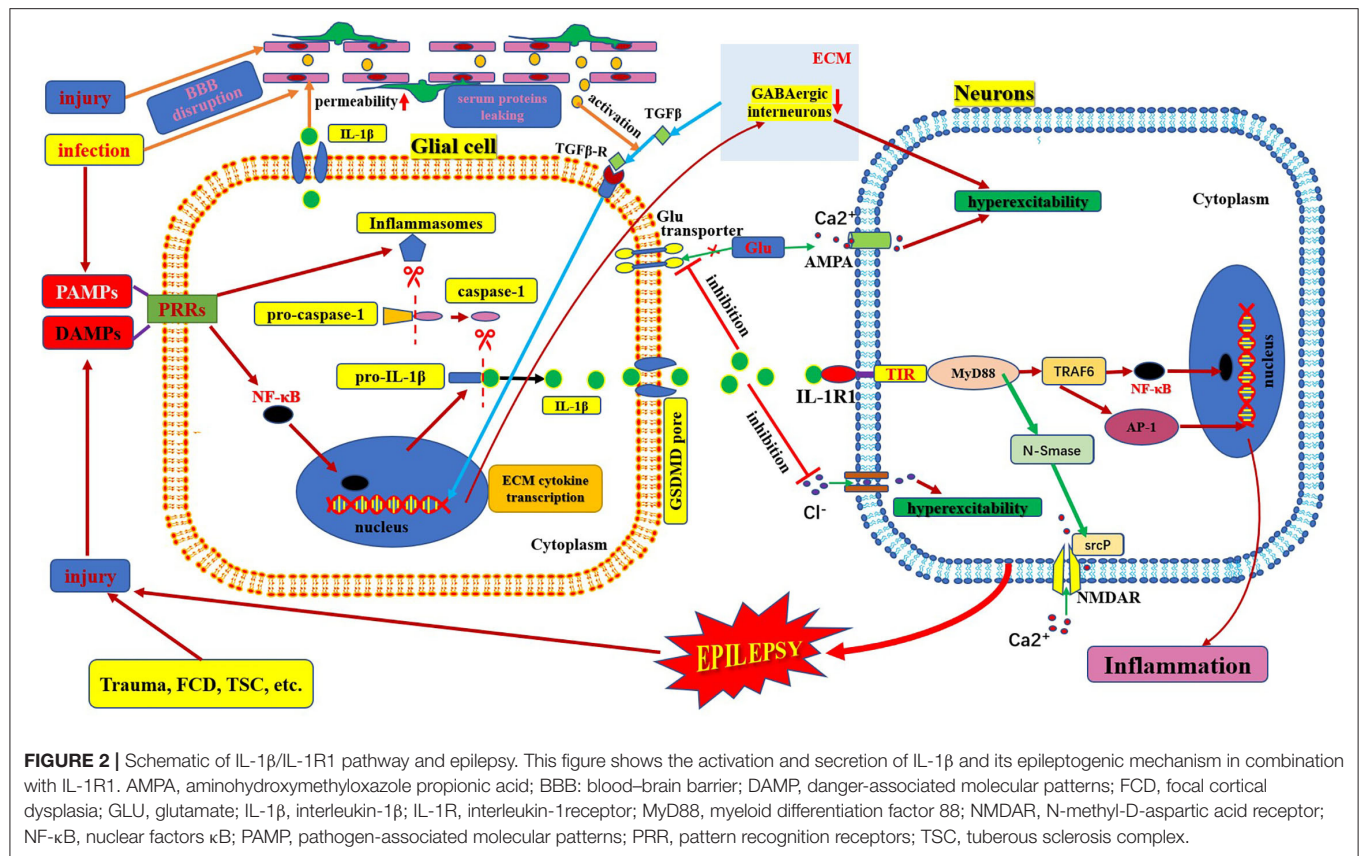 ECM
injury
BBB
disruption
permeability
serum proteins
leaking
activation
TGFβ
GABAergic
interneurons
Neurons
infection
IL-1β
Glial cell
TGFβ-R
Cytoplasm
hyperexcitability
Inflammasomes
Glu
transporter
Glu
Ca2+
AMPA
PAMPs
DAMPs
PRRs
caspase-1
pro-caspase-1
inhibition
nucleus
pro-IL-1β
IL-1β
NF-κB
GSDMD pore
IL-1R1
TIR
MyD88
TRAF6
NF-κB
AP-1
inhibition
N-Smase
ECM cytokine
transcription
nucleus
Cytoplasm
Cl-
hyperexcitability
srcP
NMDAR
Ca2+
injury
EPILEPSY
Inflammation
Trauma, FCD, TSC, etc.
FIGURE 2 | Schematic of IL-1β/IL-1R1 pathway and epilepsy. This figure shows the activation and secretion of IL-1β and its epileptogenic mechanism in combination
with IL-1R1. AMPA, aminohydroxymethyloxazole propionic acid; BBB: blood–brain barrier; DAMP, danger-associated molecular patterns; FCD, focal cortical
dysplasia; GLU, glutamate; IL-1β, interleukin-1β; IL-1R, interleukin-1receptor; MyD88, myeloid differentiation factor 88; NMDAR, N-methyl-D-aspartic acid receptor;
NF-κB, nuclear factors κB; PAMP, pathogen-associated molecular patterns; PRR, pattern recognition receptors; TSC, tuberous sclerosis complex.